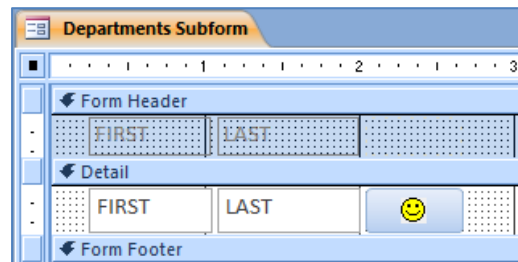 Departments Subform
1 2 3
Form Header
FIRST LAST
Detail
FIRST LAST
Form Footer